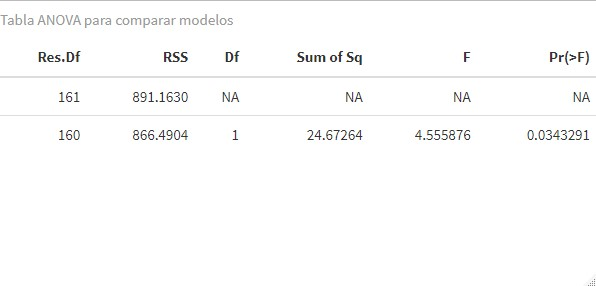 Tabla ANOVA para comparar modelos
Res.Df RSS Df Sum of Sq F Pr(>F)
161 891.1630 NA NA NA NA
160 866.4904 1 24.67264 4.555876 0.0343291